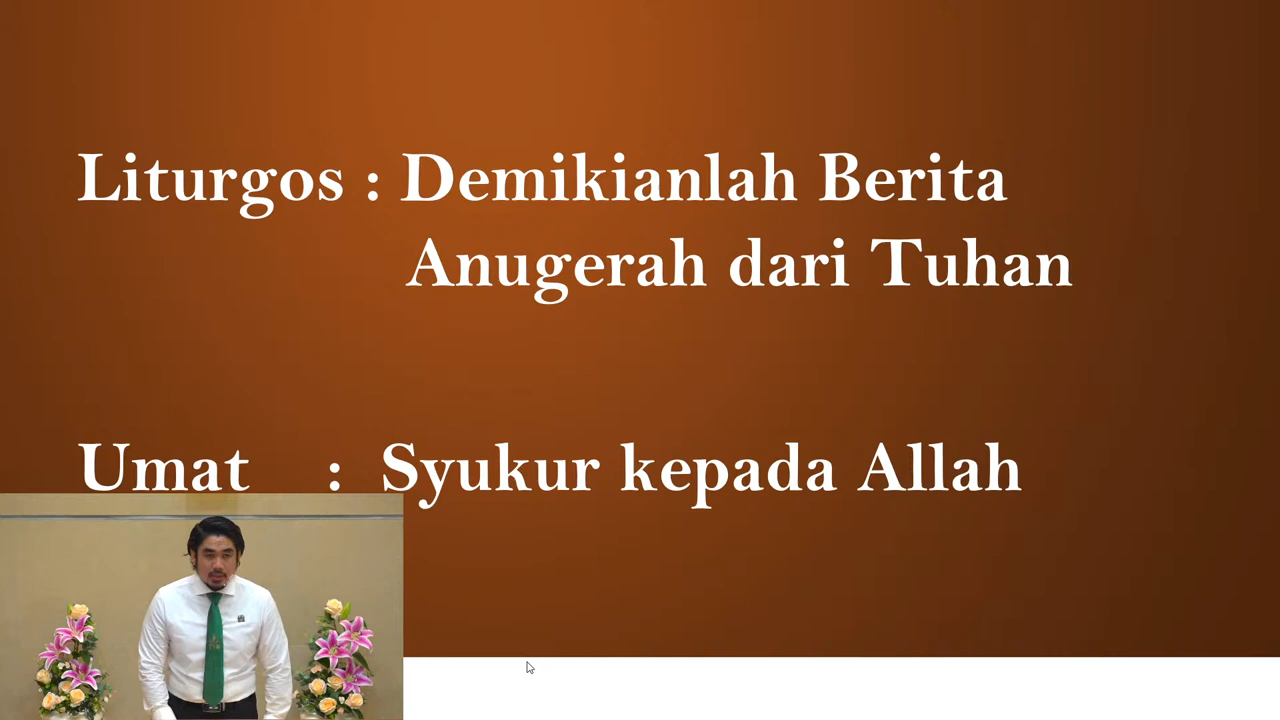 Liturgos : Demikianlah Berita
Anugerah dari Tuhan
Umat : Syukur kepada Allah